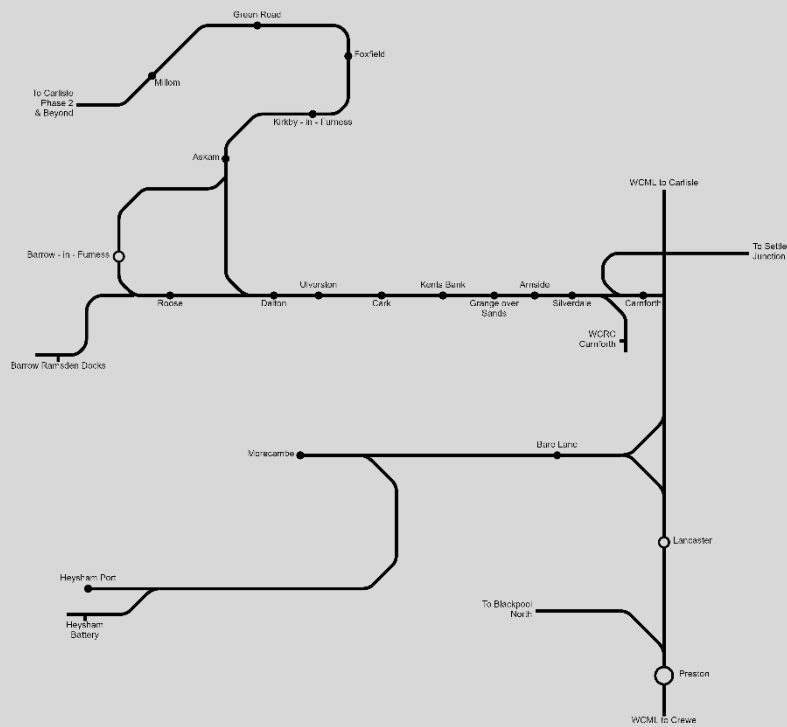 Green Road
Foxfield
Millom
To Carlisle
Phase 2
& Beyond
Kirkby - in - Furness
Askam
WCML to Carlisle
To Settle
Junction
Barrow - in - Furness
Ulverston
Kents Bank
Arnside
Roose
Dalton
Cark
Grange over
Sands
Silverdale
Carnforth
WCRC
Carnforth
Barrow Ramsden Docks
Morecambe
Bare Lane
Lancaster
Heysham Port
To Blackpool
North
Heysham
Battery
Preston
WCML to Crewe